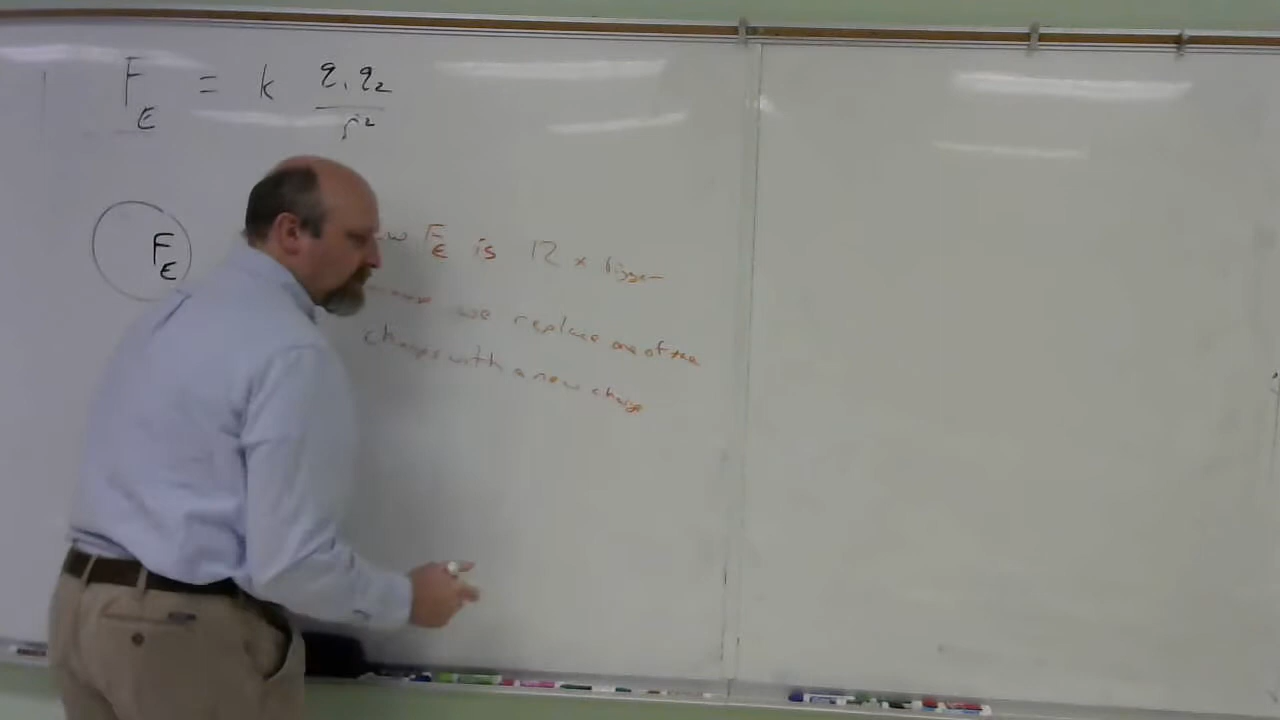 F_E = k q₁q₂/r²
F_E
F_E is 12 x bigger
we replace one of the
charges with a new charge